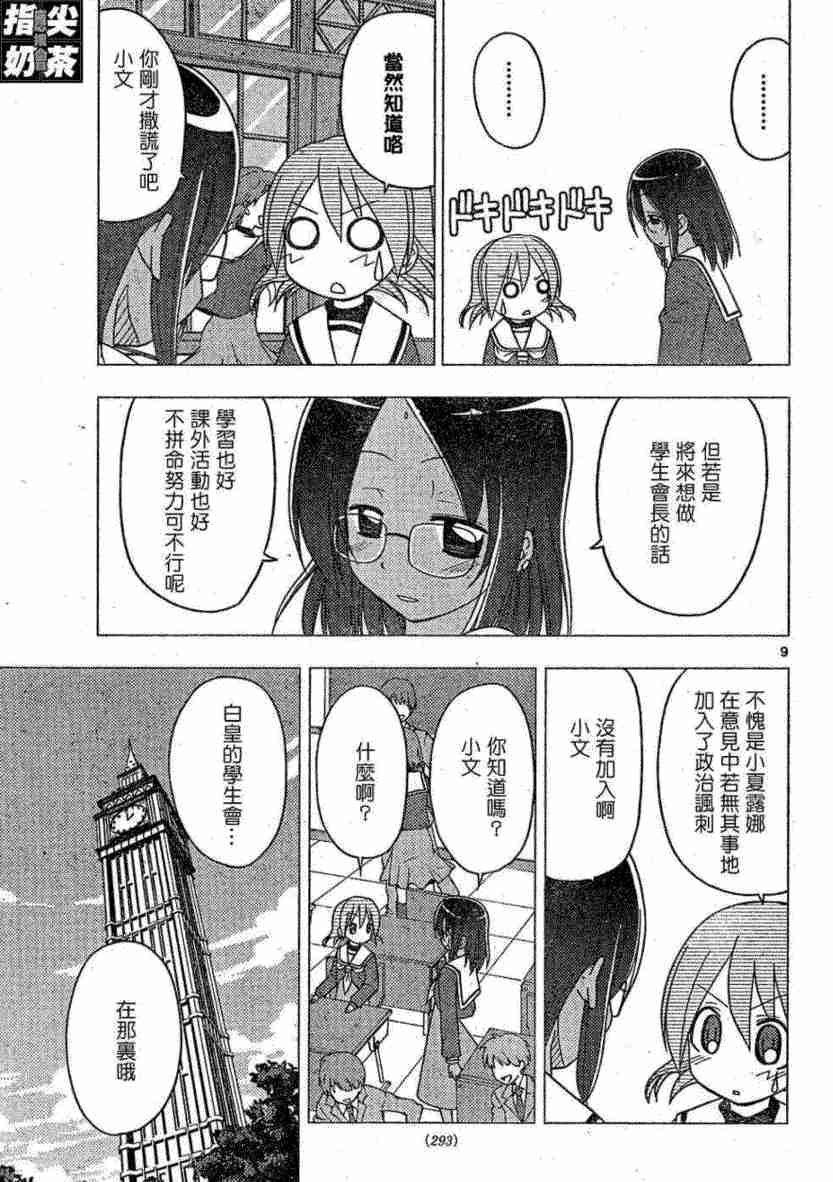 指尖
奶茶
………
………
ドキドキドキ
當然知道咯
你剛才撒謊了吧
小文
但若是
將來想做
學生會長的話
學習也好
課外活動也好
不拼命努力可不行呢
9
不愧是小夏露娜
在意見中若無其事地
加入了政治諷刺
沒有加入啊
小文
你知道嗎？
小文
什麼啊？
白皇的學生會…
在那裏哦
(293)